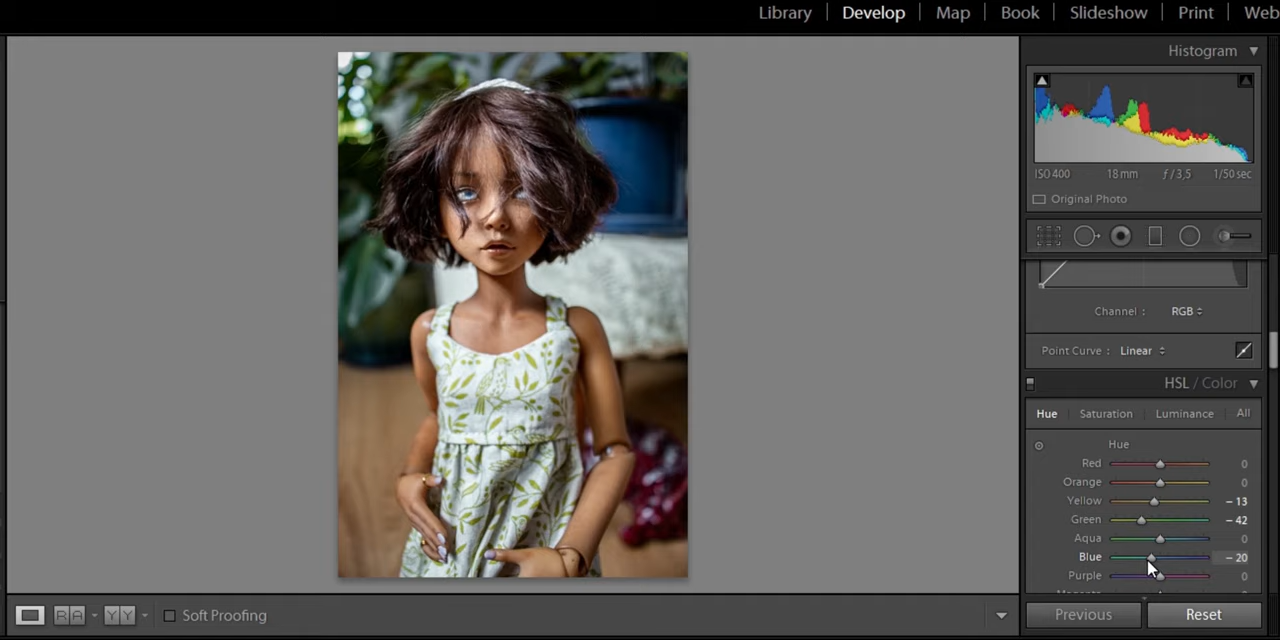 Library Develop Map Book Slideshow Print Web
Histogram
ISO 400 18 mm ƒ / 3,5 1/50 sec
Original Photo
Channel : RGB
Point Curve : Linear
HSL / Color
Hue Saturation Luminance All
Hue
Red 0
Orange 0
Yellow – 13
Green – 42
Aqua 0
Blue – 20
Purple 0
R A Y Y Soft Proofing Previous Reset